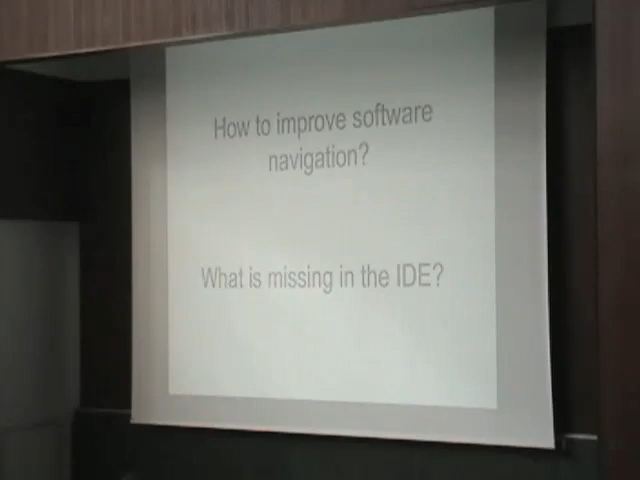 How to improve software
navigation?
What is missing in the IDE?